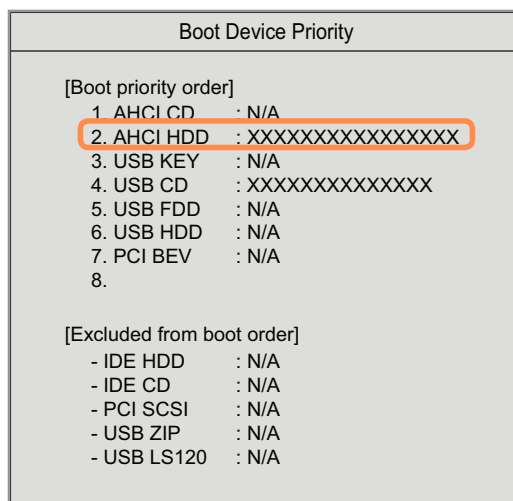 Boot Device Priority
[Boot priority order]
1. AHCI CD : N/A
2. AHCI HDD : XXXXXXXXXXXXXXXX
3. USB KEY : N/A
4. USB CD : XXXXXXXXXXXXXX
5. USB FDD : N/A
6. USB HDD : N/A
7. PCI BEV : N/A
8.
[Excluded from boot order]
- IDE HDD : N/A
- IDE CD : N/A
- PCI SCSI : N/A
- USB ZIP : N/A
- USB LS120 : N/A